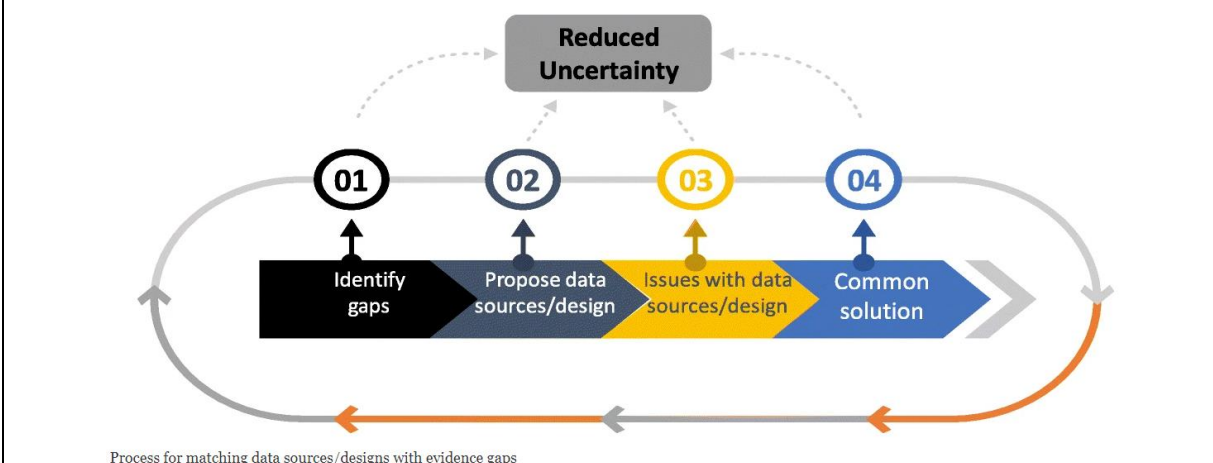 Reduced
Uncertainty
01
02
03
04
Identify
gaps
Propose data
sources/design
Issues with data
sources/design
Common
solution
Process for matching data sources/designs with evidence gaps